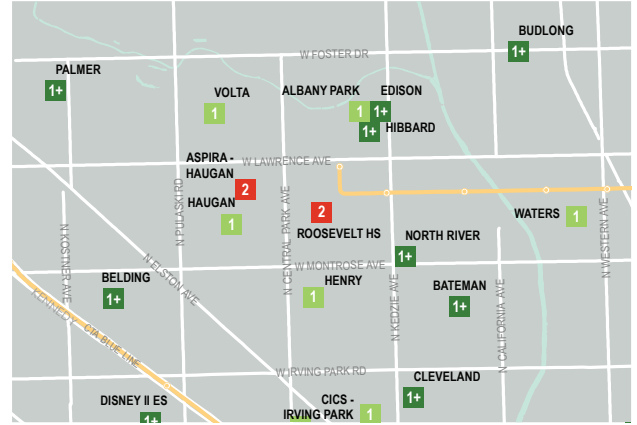 BUDLONG
1+
W FOSTER DR
PALMER
1+
VOLTA
1
ALBANY PARK
1
EDISON
1+
1+
HIBBARD
W LAWRENCE AVE
ASPIRA -
HAUGAN
2
HAUGAN
1
2
ROOSEVELT HS
WATERS
1
N PULASKI RD
N CENTRAL PARK AVE
N KOSTNER AVE
N ELSTON AVE
N WESTERN AVE
NORTH RIVER
1+
W MONTROSE AVE
BELDING
1+
HENRY
1
N KEDZIE AVE
BATEMAN
1+
N CALIFORNIA AVE
KENNEDY
CTA BLUE LINE
W IRVING PARK RD
CLEVELAND
1+
DISNEY II ES
1+
CICS -
IRVING PARK
1